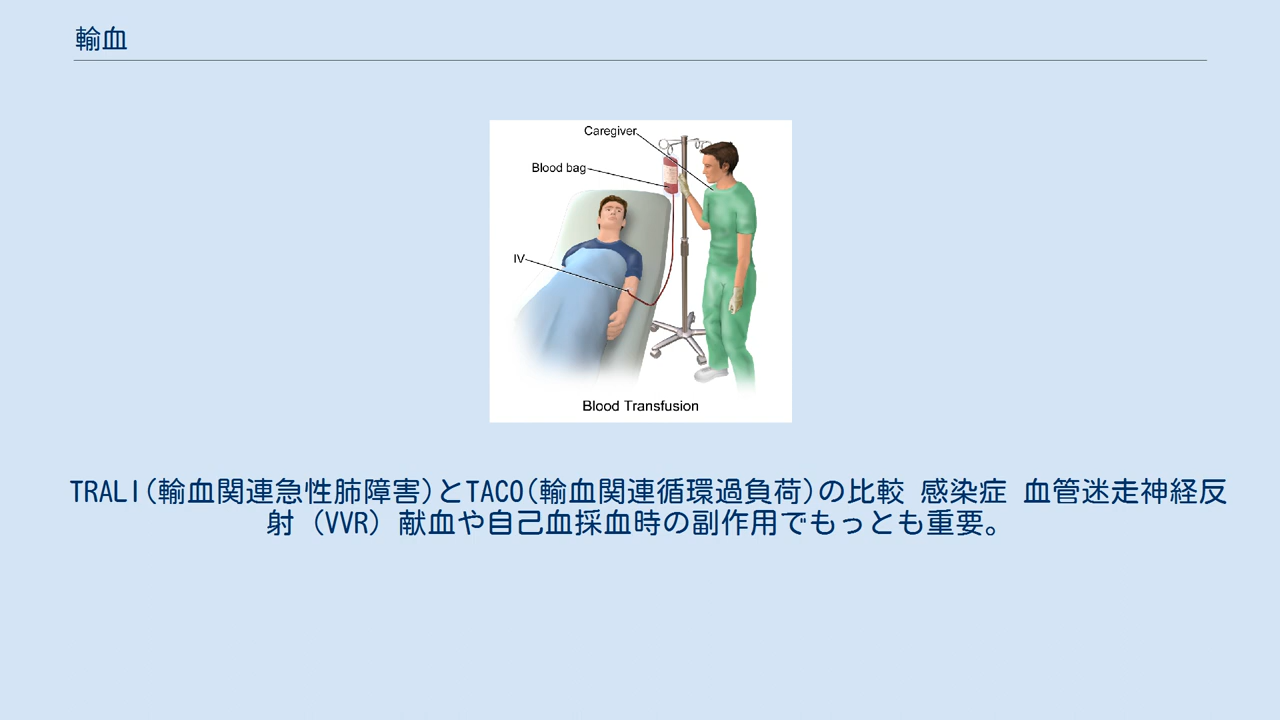 輸血
Caregiver
Blood bag
IV
Blood Transfusion
TRALI(輸血関連急性肺障害)とTACO(輸血関連循環過負荷)の比較 感染症 血管迷走神経反
射 (VVR) 献血や自己血採血時の副作用でもっとも重要。